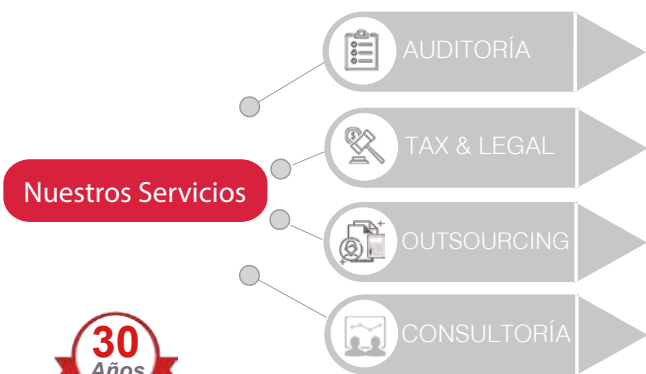 AUDITORÍA
TAX & LEGAL
Nuestros Servicios
OUTSOURCING
CONSULTORÍA
30
Años